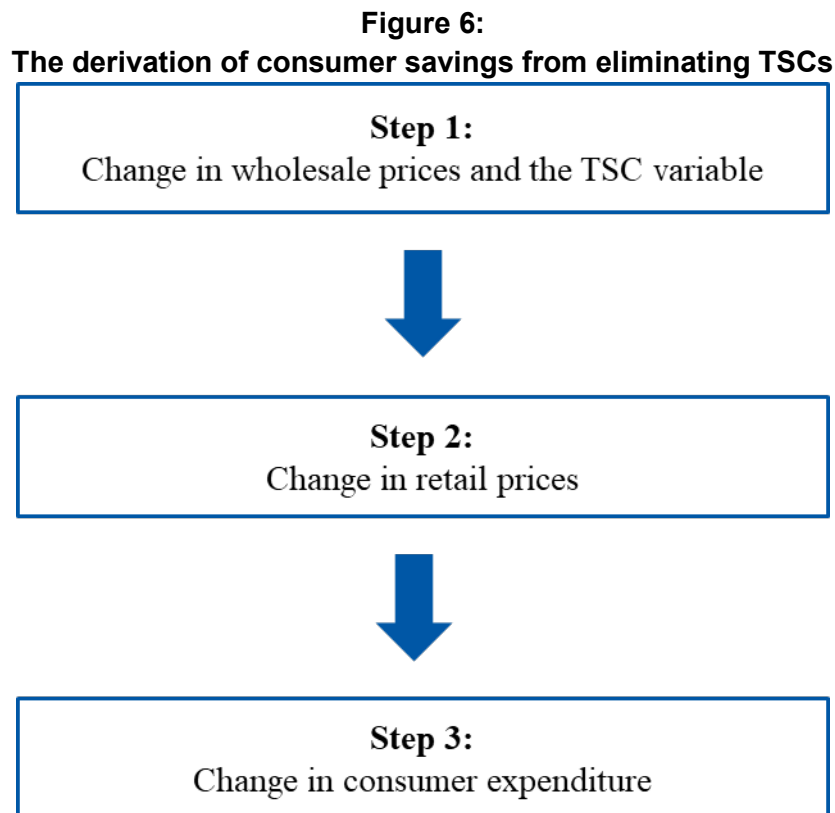 Figure 6:
The derivation of consumer savings from eliminating TSCs
Step 1:
Change in wholesale prices and the TSC variable
Step 2:
Change in retail prices
Step 3:
Change in consumer expenditure